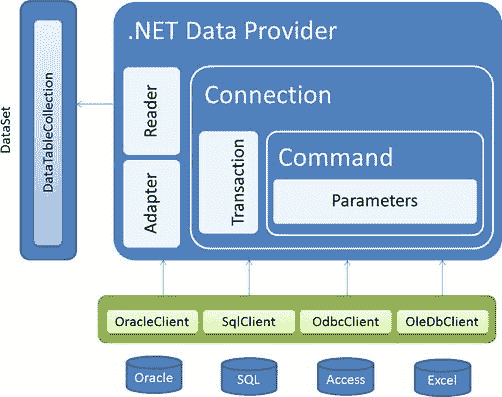 .NET Data Provider
DataSet
DataTableCollection
Reader
Adapter
Connection
Transaction
Command
Parameters
OracleClient
SqlClient
OdbcClient
OleDbClient
Oracle
SQL
Access
Excel